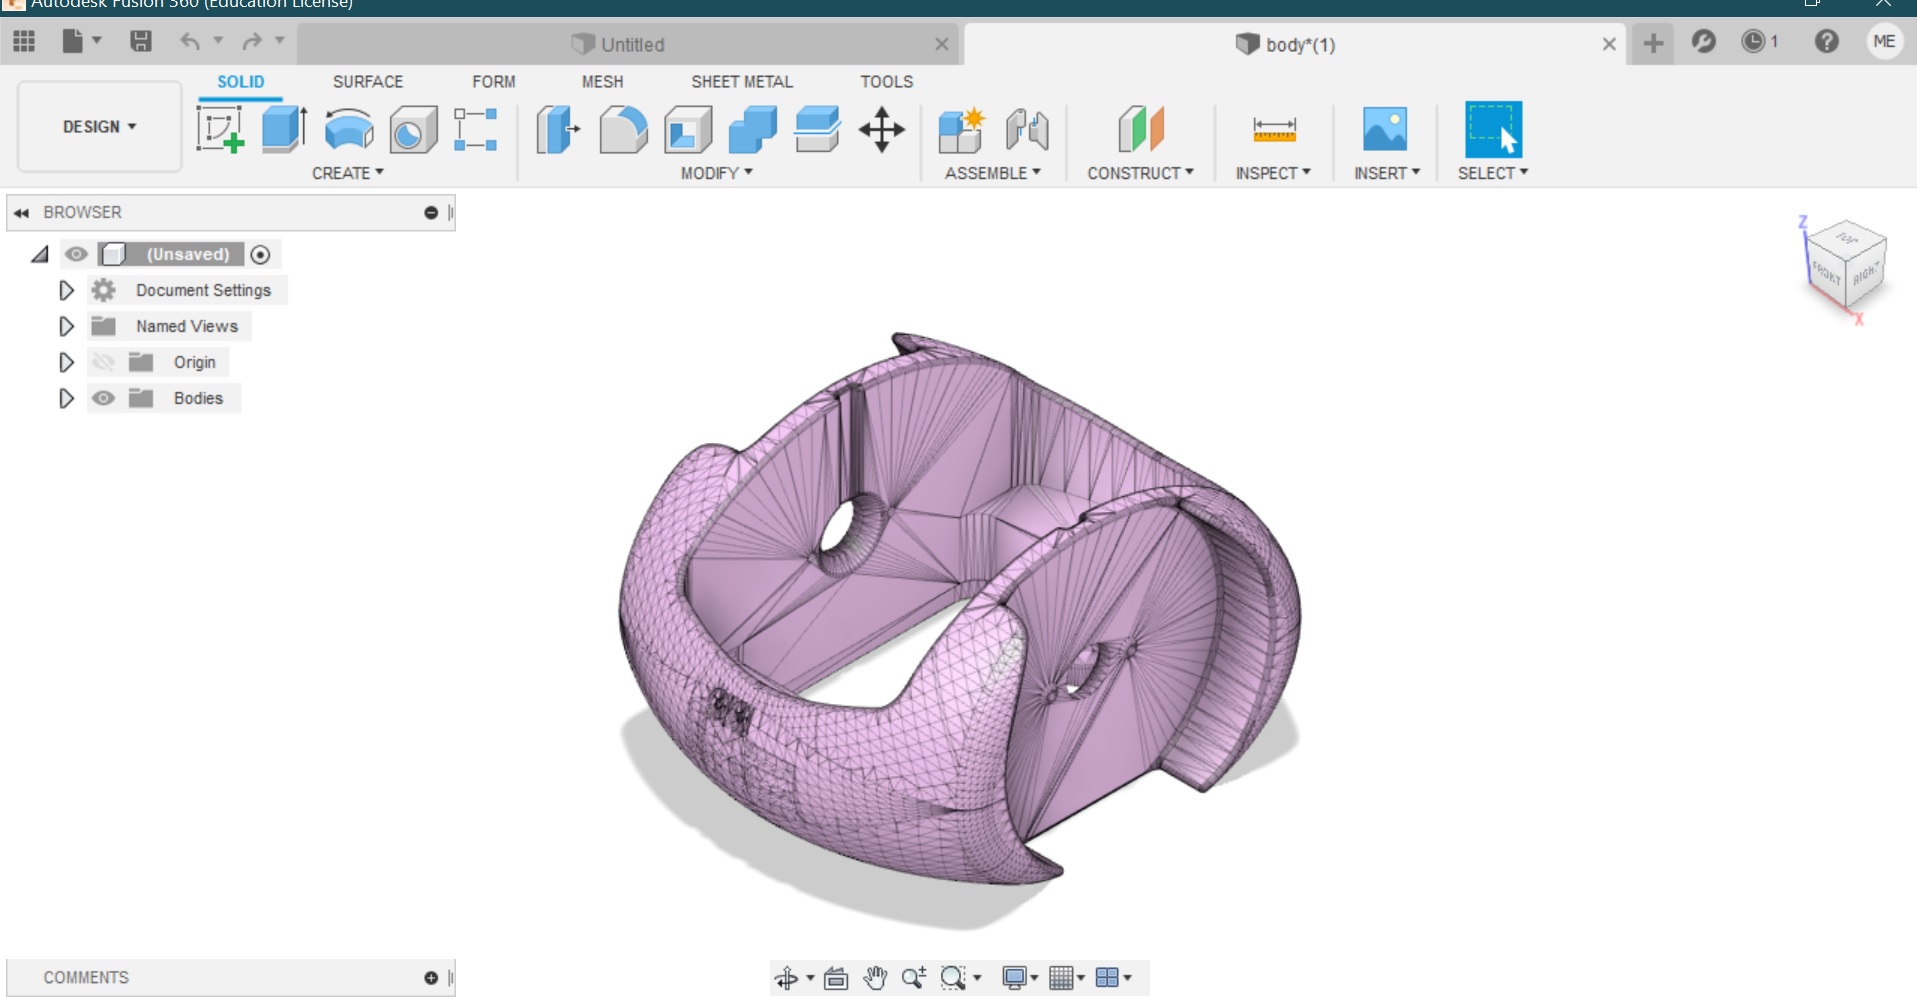 Autodesk Fusion 360 (Education License)
Untitled
body*(1)
1
ME
DESIGN
SOLID
SURFACE
FORM
MESH
SHEET METAL
TOOLS
CREATE
MODIFY
ASSEMBLE
CONSTRUCT
INSPECT
INSERT
SELECT
BROWSER
(Unsaved)
Document Settings
Named Views
Origin
Bodies
Z
TOP
FRONT
RIGHT
X
COMMENTS